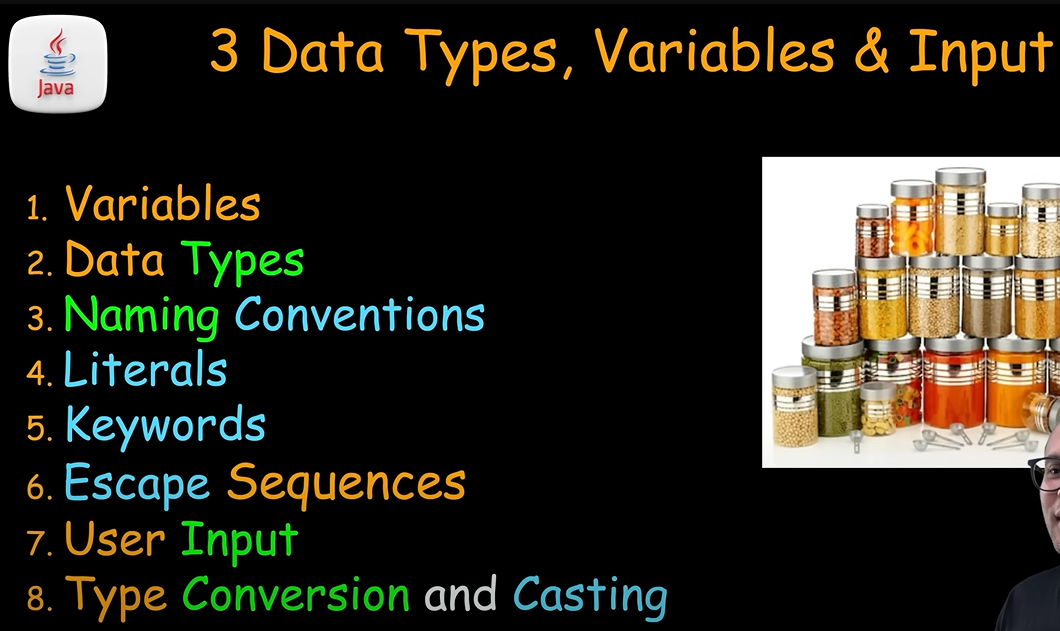 Java
3 Data Types, Variables & Input
1. Variables
2. Data Types
3. Naming Conventions
4. Literals
5. Keywords
6. Escape Sequences
7. User Input
8. Type Conversion and Casting